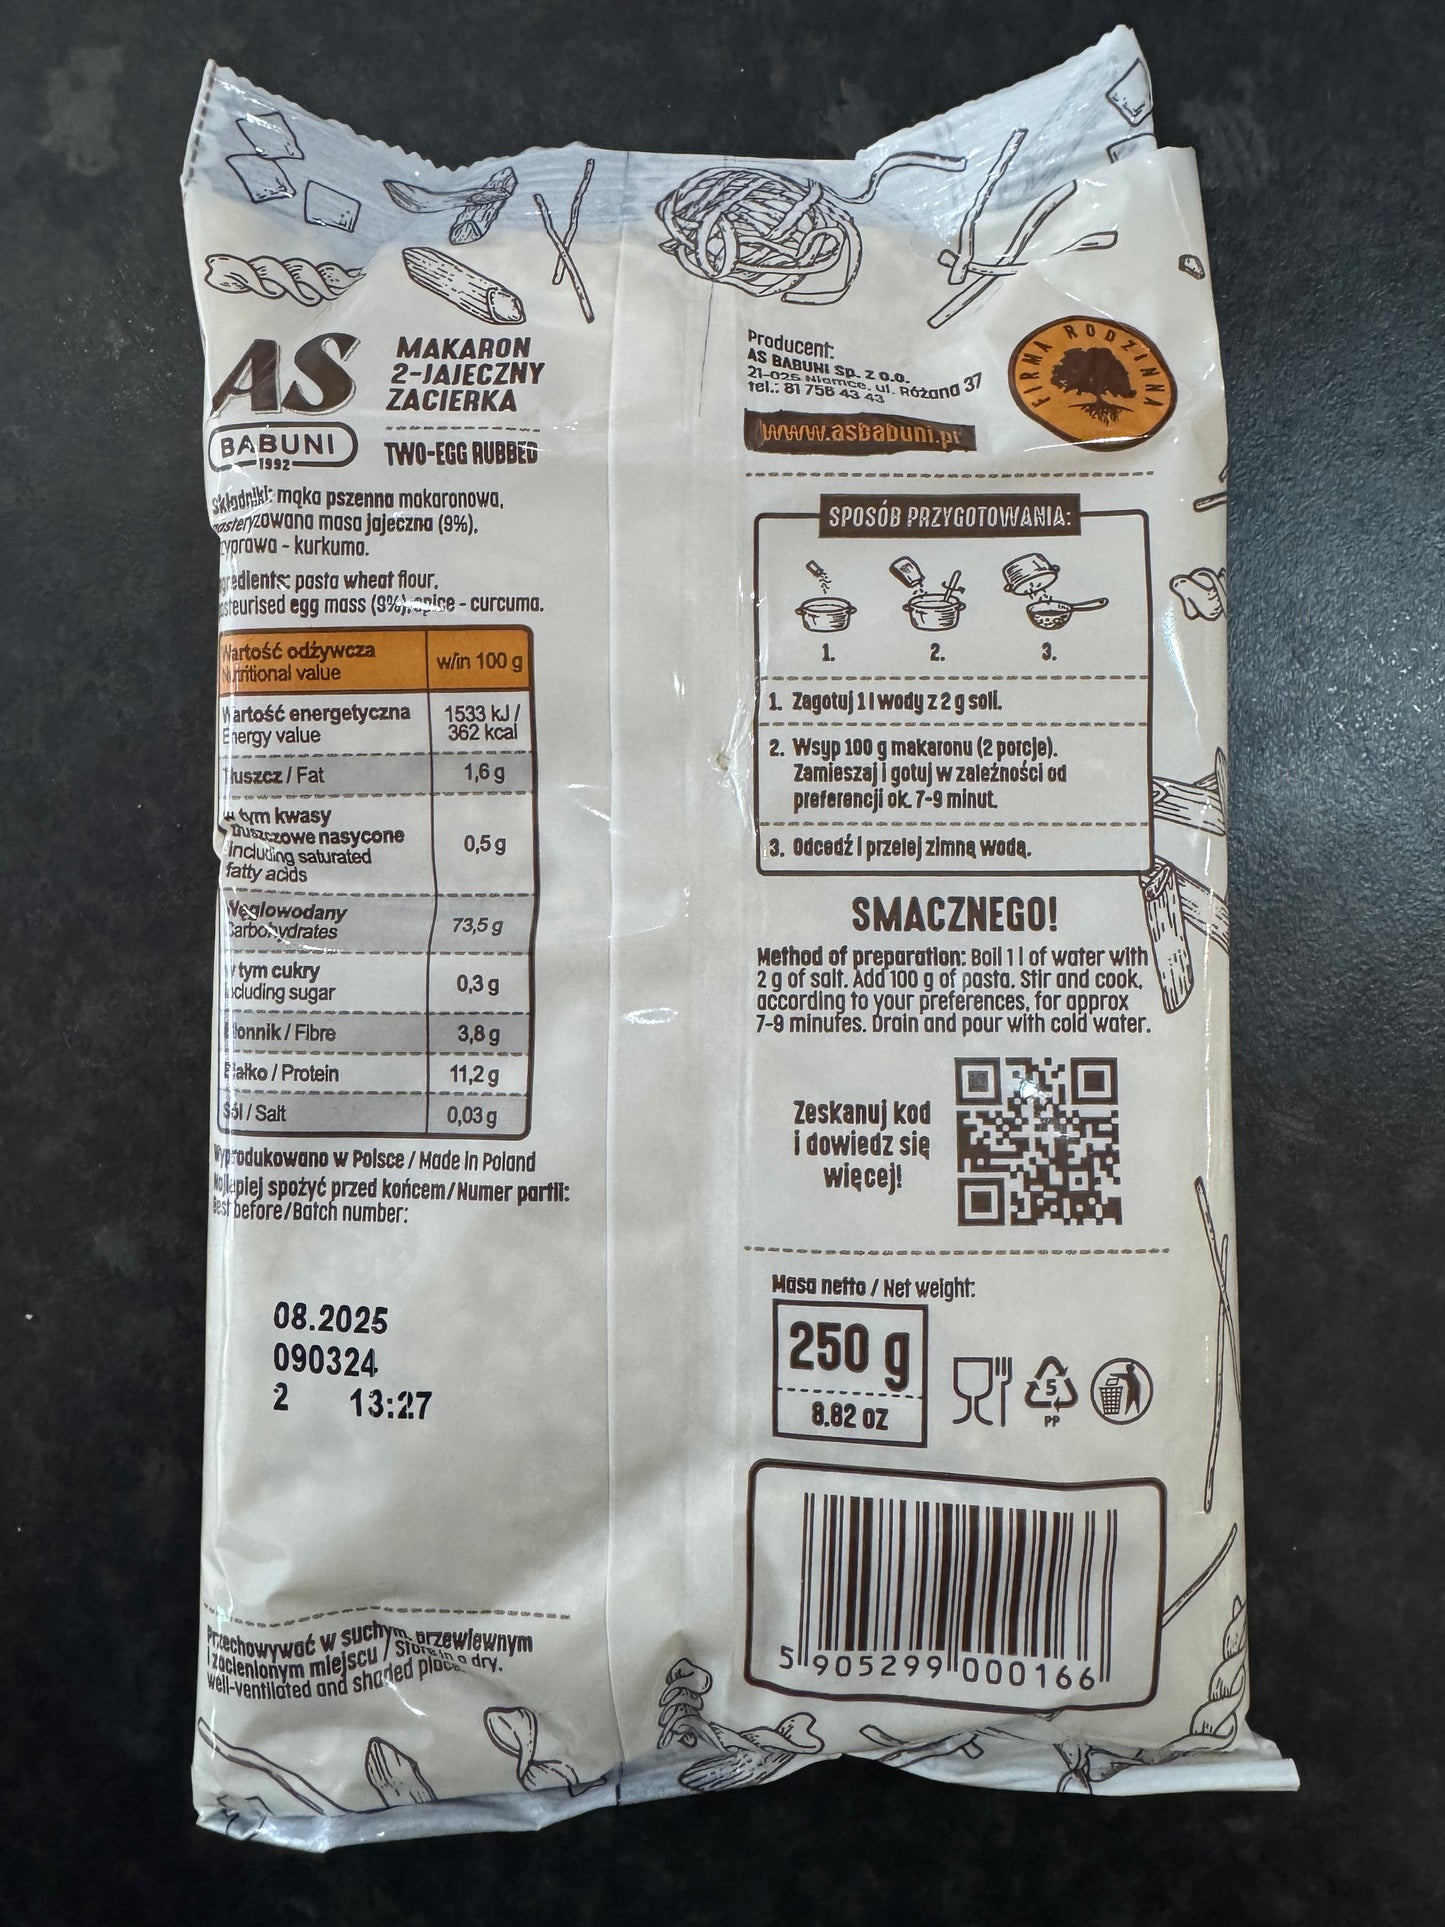 AS
BABUNI
1992
MAKARON
2-JAJECZNY
ZACIERKA
TWO-EGG RUBBED
Składniki: mąka pszenna makaronowa,
pasteryzowana masa jajeczna (9%),
przyprawa - kurkuma.
Ingredients: pasta wheat flour,
pasteurised egg mass (9%), spice - curcuma.
Wartość odżywcza
Nutritional value
w/in 100 g
Wartość energetyczna
Energy value
1533 kJ /
362 kcal
Tłuszcz / Fat
1,6 g
w tym kwasy
tłuszczowe nasycone
including saturated
fatty acids
0,5 g
Węglowodany
Carbohydrates
73,5 g
w tym cukry
including sugar
0,3 g
Błonnik / Fibre
3,8 g
Białko / Protein
11,2 g
Sól / Salt
0,03 g
Wyprodukowano w Polsce / Made in Poland
Najlepiej spożyć przed końcem/Numer partii:
Best before/Batch number:
08.2025
090324
2 13:27
Przechowywać w suchym, przewiewnym
i zacienionym miejscu / Store in a dry,
well-ventilated and shaded place.
Producent:
AS BABUNI Sp. z o.o.
21-025 Niemce, ul. Różana 37
tel.: 81 756 43 43
www.asbabuni.pl
FIRMA RODZINNA
SPOSÓB PRZYGOTOWANIA:
1.
2.
3.
1. Zagotuj 1 l wody z 2 g soli.
2. Wsyp 100 g makaronu (2 porcje).
Zamieszaj i gotuj w zależności od
preferencji ok. 7-9 minut.
3. Odcedź i przelej zimną wodą.
SMACZNEGO!
Method of preparation: Boil 1 l of water with
2 g of salt. Add 100 g of pasta. Stir and cook,
according to your preferences, for approx
7-9 minutes. Drain and pour with cold water.
Zeskanuj kod
i dowiedz się
więcej!
Masa netto / Net weight:
250 g
8.82 OZ
5
PP
5 905299 000166